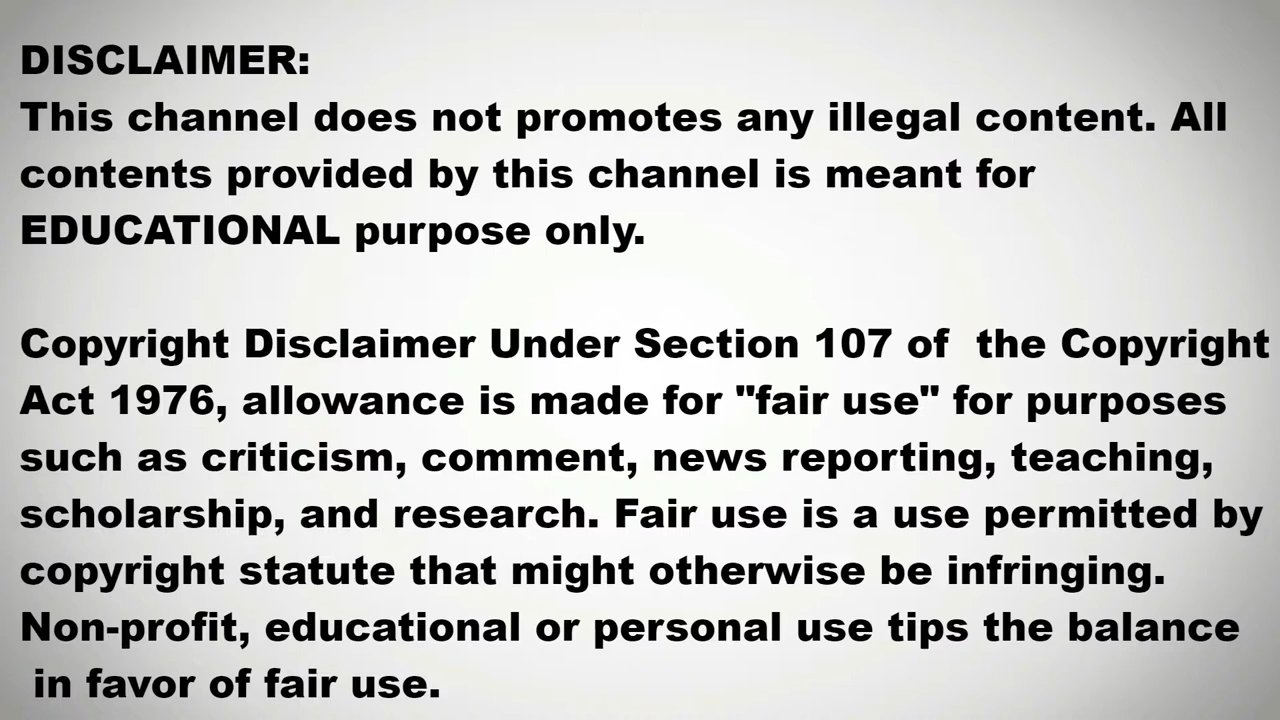 DISCLAIMER:
This channel does not promotes any illegal content. All
contents provided by this channel is meant for
EDUCATIONAL purpose only.
Copyright Disclaimer Under Section 107 of  the Copyright
Act 1976, allowance is made for "fair use" for purposes
such as criticism, comment, news reporting, teaching,
scholarship, and research. Fair use is a use permitted by
copyright statute that might otherwise be infringing.
Non-profit, educational or personal use tips the balance
in favor of fair use.